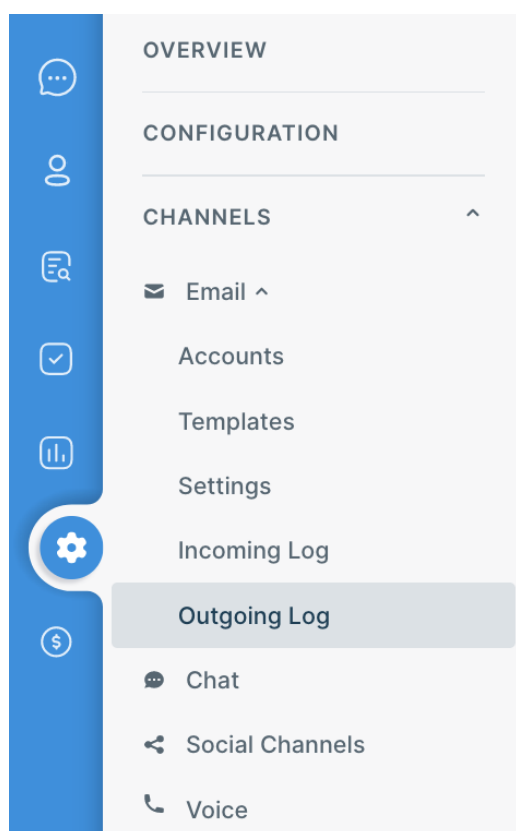 OVERVIEW
CONFIGURATION
CHANNELS
Email
Accounts
Templates
Settings
Incoming Log
Outgoing Log
Chat
Social Channels
Voice